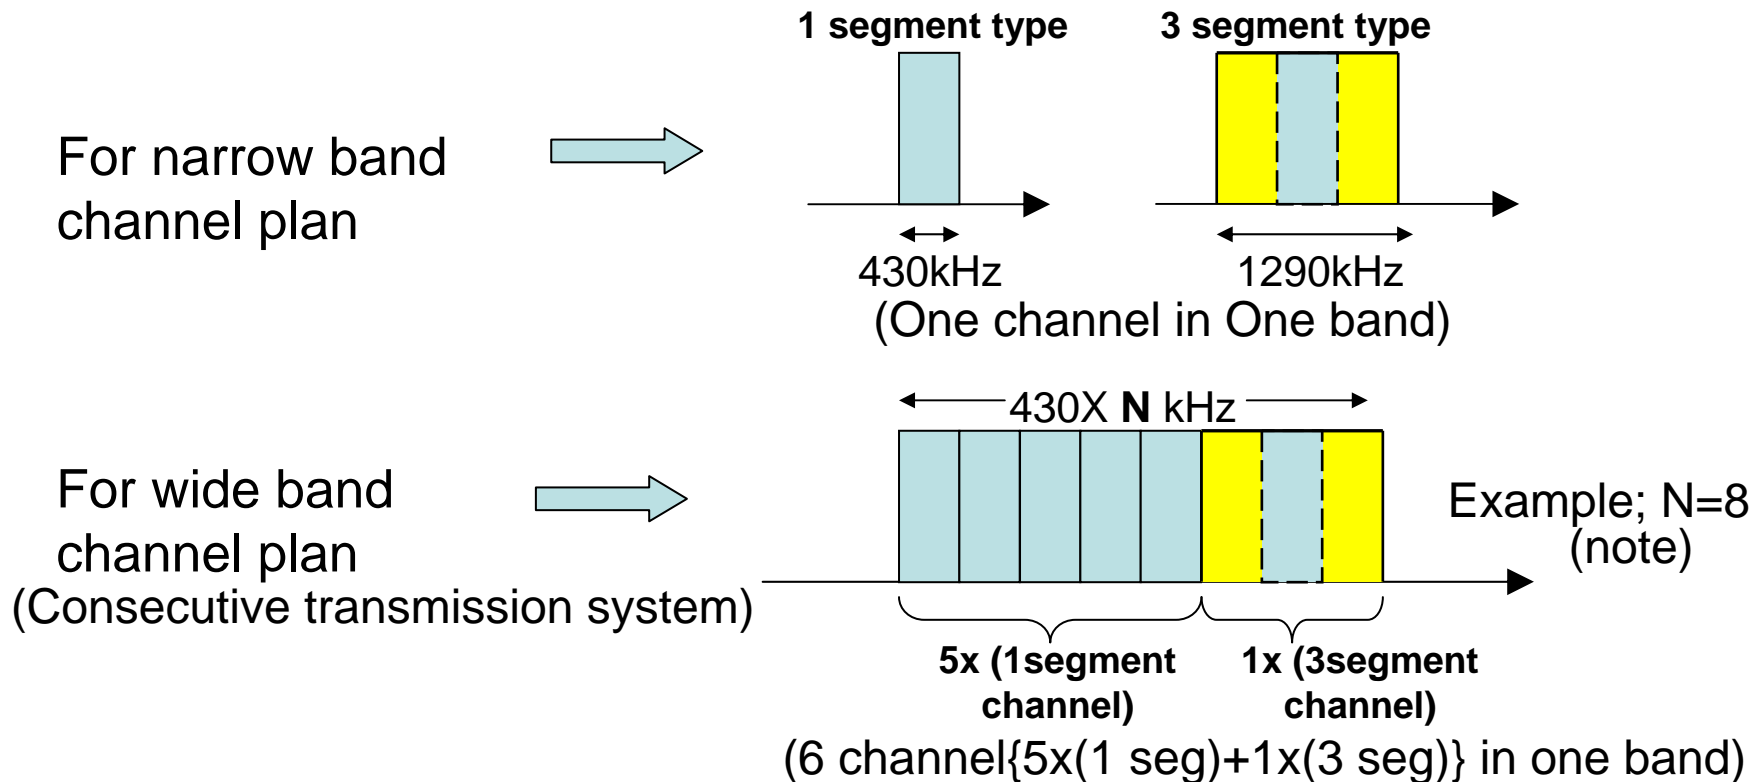 1 segment type
3 segment type
For narrow band
channel plan
430kHz
1290kHz
(One channel in One band)
430X N kHz
For wide band
channel plan
(Consecutive transmission system)
Example; N=8
(note)
5x (1segment
channel)
1x (3segment
channel)
(6 channel{5x(1 seg)+1x(3 seg)} in one band)